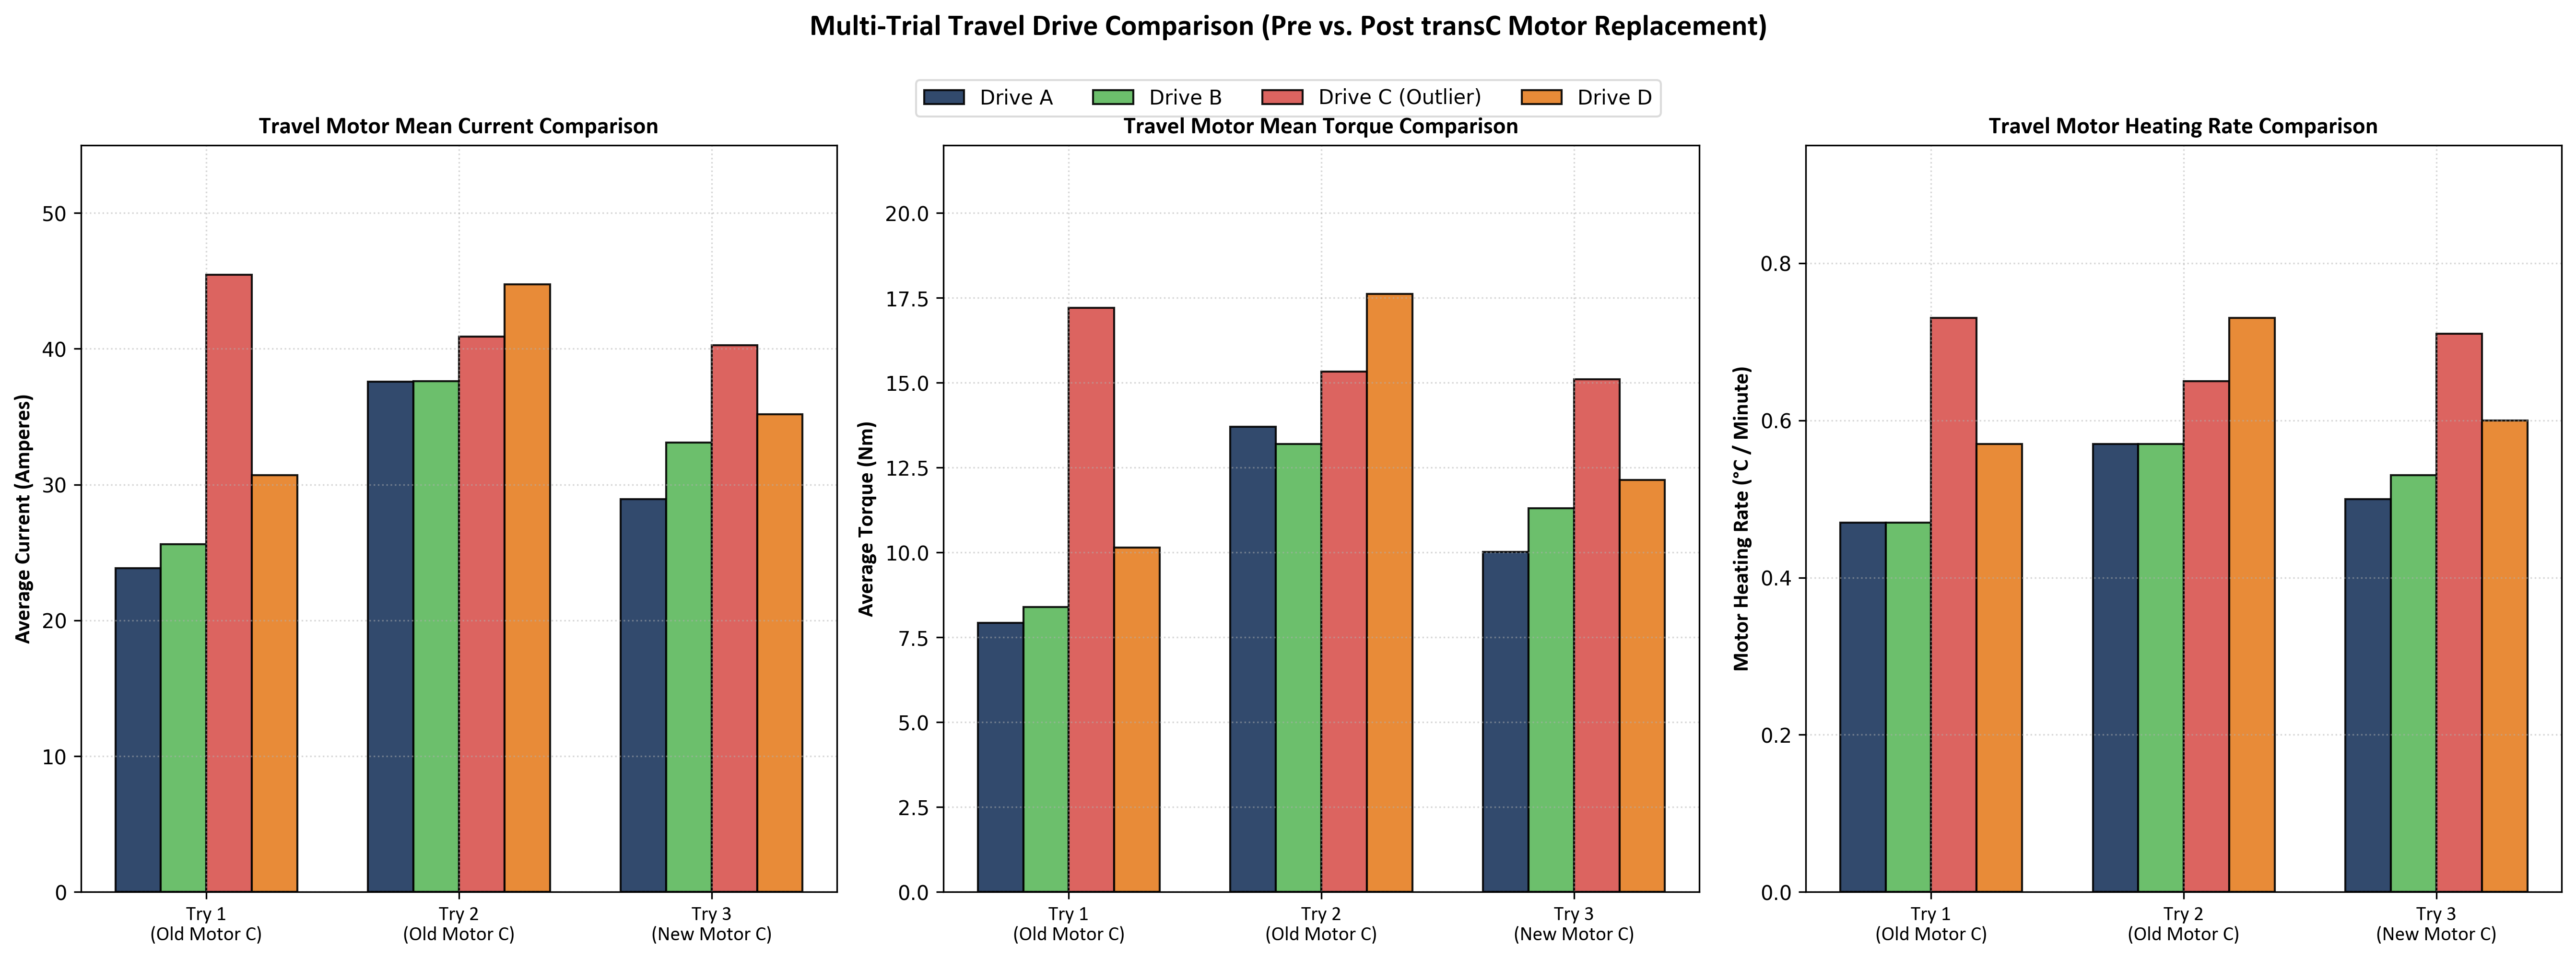 Multi-Trial Travel Drive Comparison (Pre vs. Post transC Motor Replacement)
Drive A
Drive B
Drive C (Outlier)
Drive D
Travel Motor Mean Current Comparison
Average Current (Amperes)
50
40
30
20
10
0
Try 1
(Old Motor C)
Try 2
(Old Motor C)
Try 3
(New Motor C)
Travel Motor Mean Torque Comparison
Average Torque (Nm)
20.0
17.5
15.0
12.5
10.0
7.5
5.0
2.5
0.0
Try 1
(Old Motor C)
Try 2
(Old Motor C)
Try 3
(New Motor C)
Travel Motor Heating Rate Comparison
Motor Heating Rate (°C / Minute)
0.8
0.6
0.4
0.2
0.0
Try 1
(Old Motor C)
Try 2
(Old Motor C)
Try 3
(New Motor C)